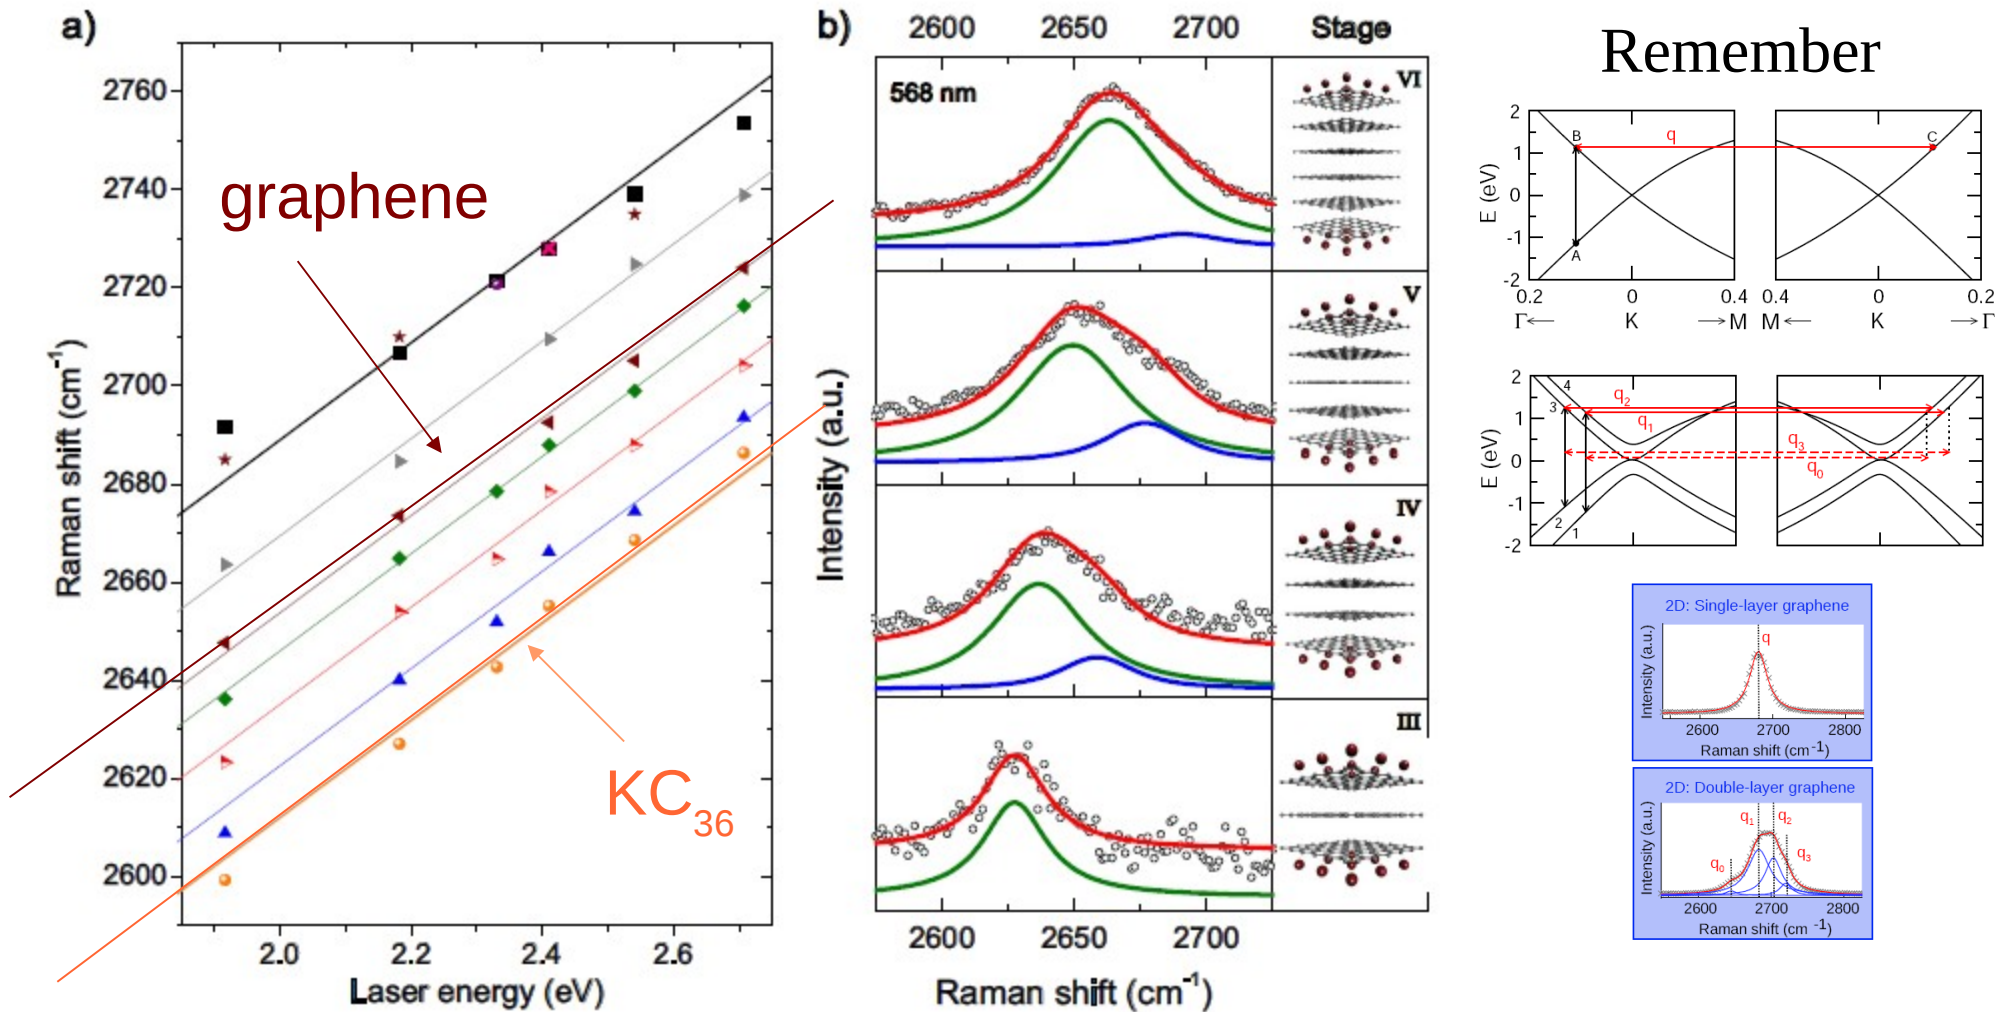 a)
2760
2740
2720
2700
2680
2660
2640
2620
2600
Raman shift (cm-1)
2.0 2.2 2.4 2.6
Laser energy (eV)
graphene
KC36
b)
2600 2650 2700 Stage
568 nm
VI
V
IV
III
Intensity (a.u.)
2600 2650 2700
Raman shift (cm-1)
Remember
2
1
0
-1
-2
E (eV)
B
A
q
C
0.2 0 0.4 0.4 0 0.2
Γ← K →M M← K →Γ
2
1
0
-1
-2
E (eV)
4
3
2
1
q2
q1
q3
q0
2D: Single-layer graphene
Intensity (a.u.)
q
2600 2700 2800
Raman shift (cm-1)
2D: Double-layer graphene
Intensity (a.u.)
q1 q2
q0 q3
2600 2700 2800
Raman shift (cm -1)